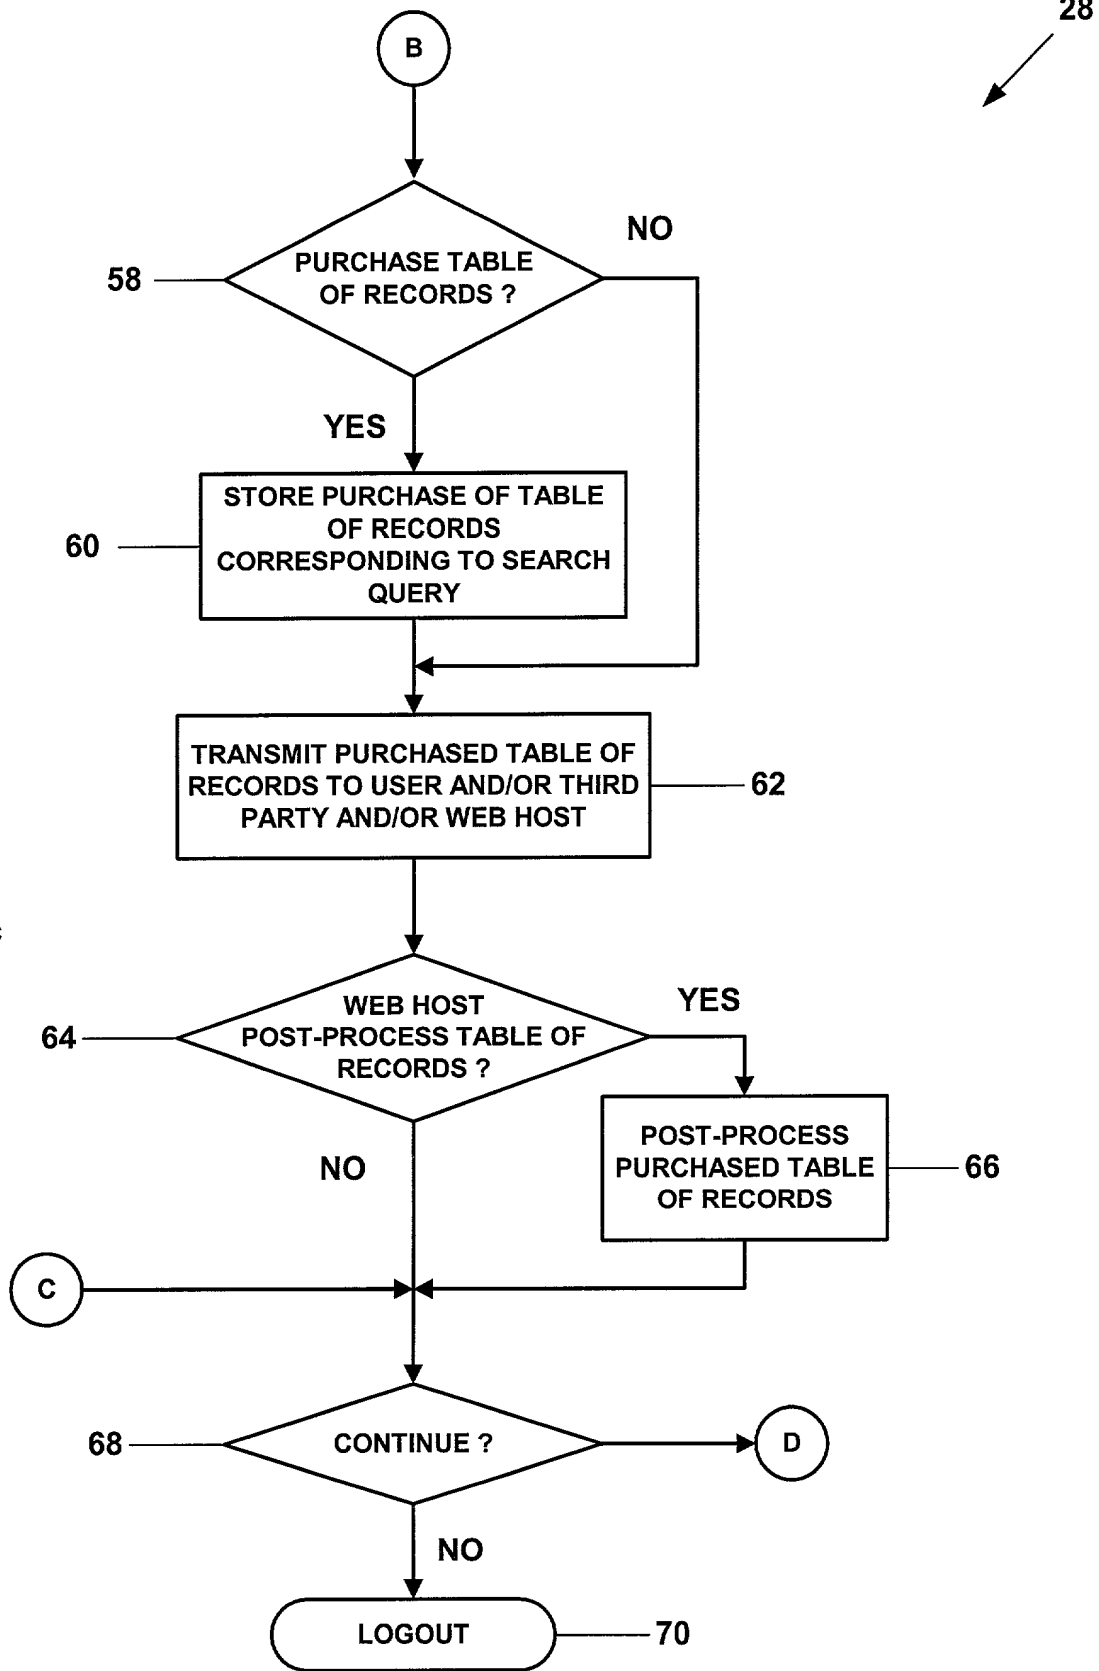 28
B
NO
PURCHASE TABLE
OF RECORDS ?
58
YES
STORE PURCHASE OF TABLE
OF RECORDS
CORRESPONDING TO SEARCH
QUERY
60
TRANSMIT PURCHASED TABLE OF
RECORDS TO USER AND/OR THIRD
PARTY AND/OR WEB HOST
62
WEB HOST
POST-PROCESS TABLE OF
RECORDS ?
64
YES
POST-PROCESS
PURCHASED TABLE
OF RECORDS
66
NO
C
CONTINUE ?
68
D
NO
LOGOUT
70